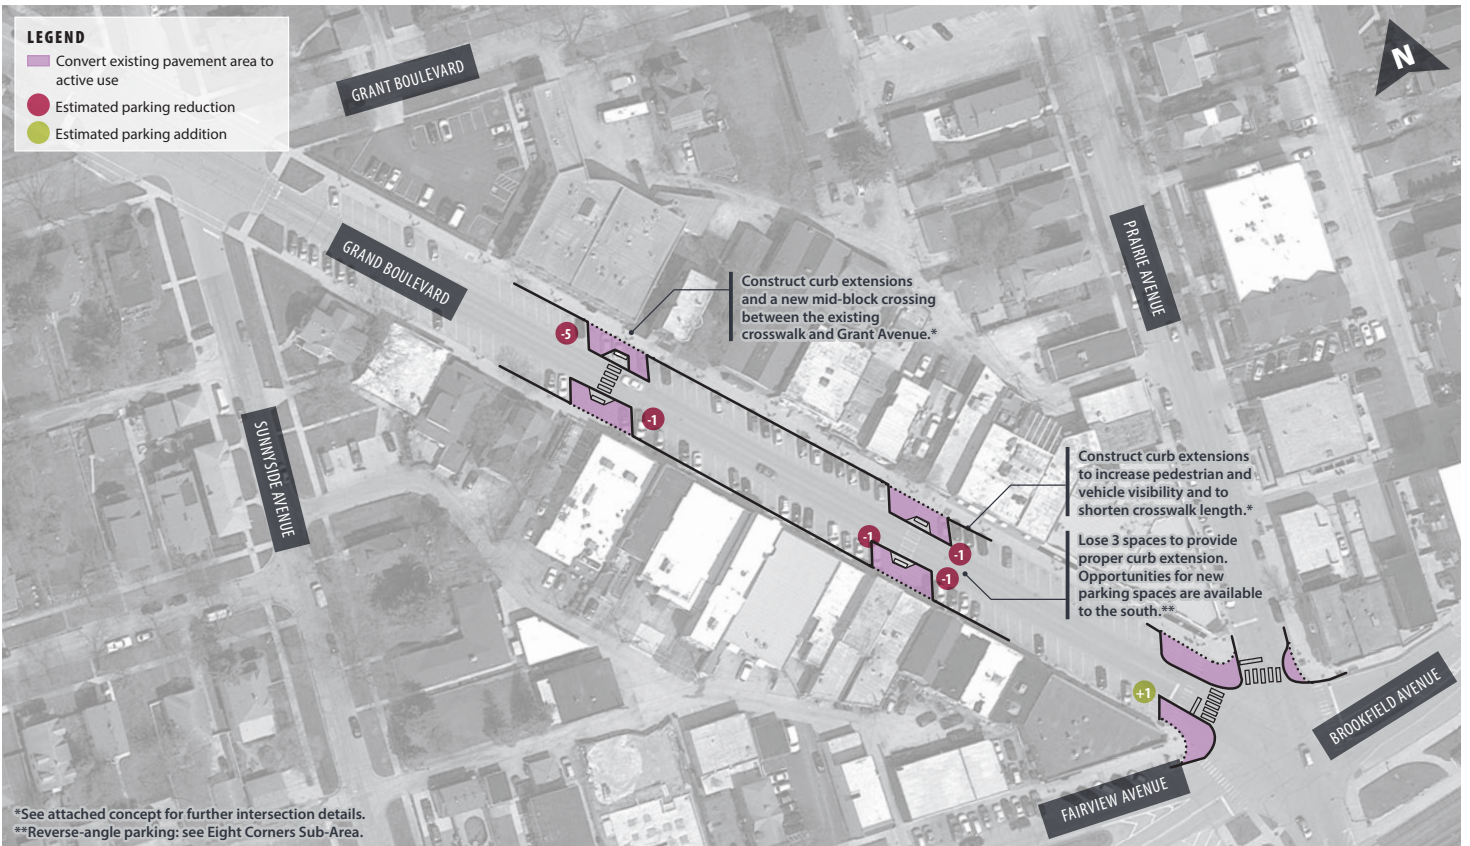 LEGEND
Convert existing pavement area to
active use
Estimated parking reduction
Estimated parking addition
GRANT BOULEVARD
N
GRAND BOULEVARD
PRAIRIE AVENUE
Construct curb extensions
and a new mid-block crossing
between the existing
crosswalk and Grant Avenue.*
-5
-1
SUNNYSIDE AVENUE
Construct curb extensions
to increase pedestrian and
vehicle visibility and to
shorten crosswalk length.*
-1
-1
-1
Lose 3 spaces to provide
proper curb extension.
Opportunities for new
parking spaces are available
to the south.**
+1
BROOKFIELD AVENUE
FAIRVIEW AVENUE
*See attached concept for further intersection details.
**Reverse-angle parking: see Eight Corners Sub-Area.